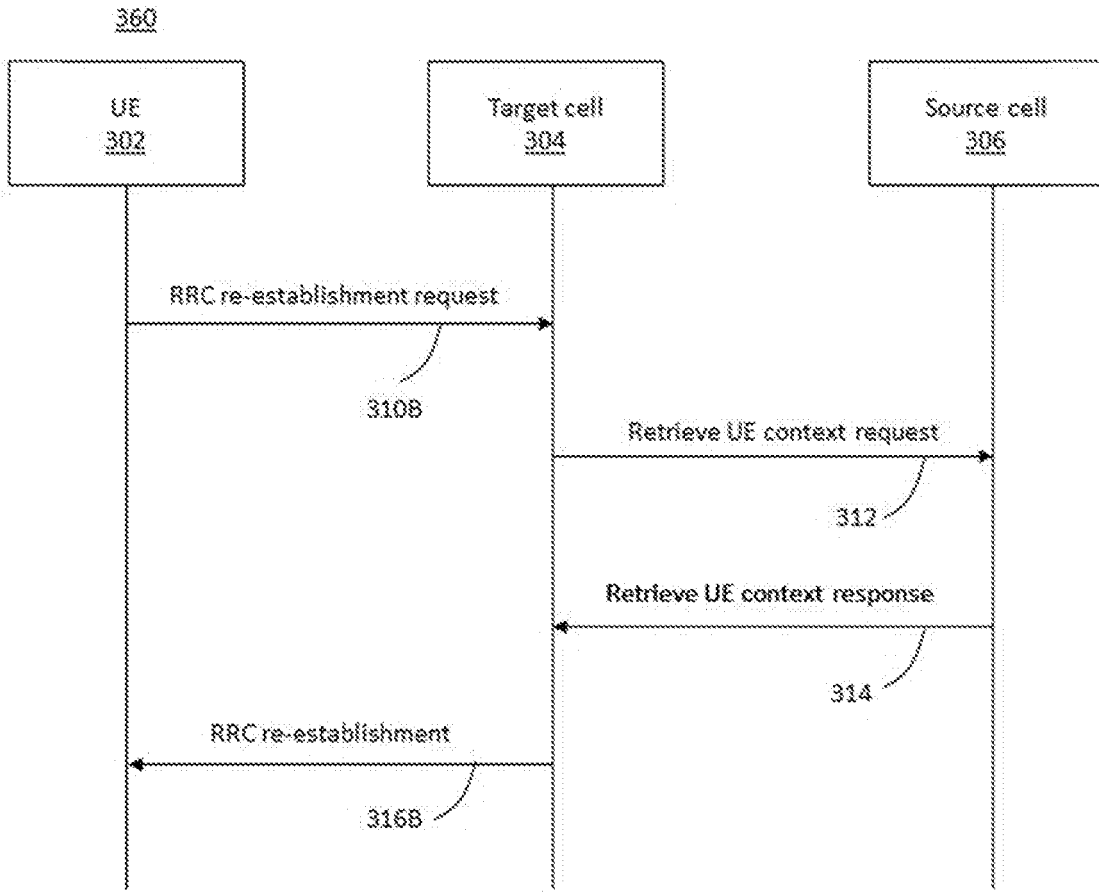 360
UE
302
Target cell
304
Source cell
306
RRC re-establishment request
310B
Retrieve UE context request
312
Retrieve UE context response
314
RRC re-establishment
316B